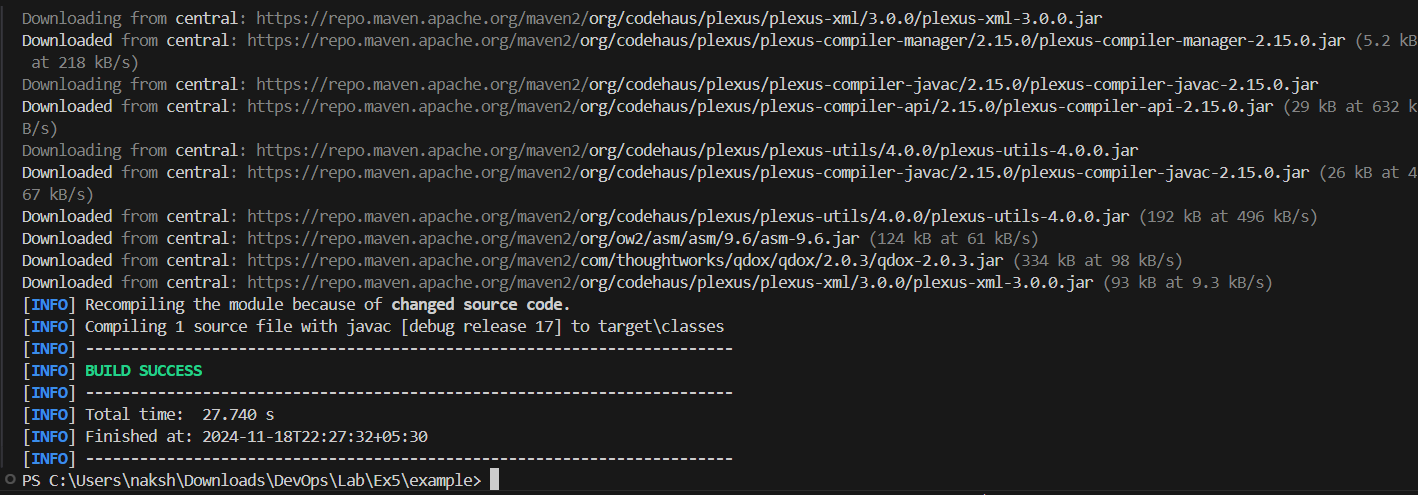 Downloading from central: https://repo.maven.apache.org/maven2/org/codehaus/plexus/plexus-xml/3.0.0/plexus-xml-3.0.0.jar
Downloaded from central: https://repo.maven.apache.org/maven2/org/codehaus/plexus/plexus-compiler-manager/2.15.0/plexus-compiler-manager-2.15.0.jar (5.2 kB
 at 218 kB/s)
Downloading from central: https://repo.maven.apache.org/maven2/org/codehaus/plexus/plexus-compiler-javac/2.15.0/plexus-compiler-javac-2.15.0.jar
Downloaded from central: https://repo.maven.apache.org/maven2/org/codehaus/plexus/plexus-compiler-api/2.15.0/plexus-compiler-api-2.15.0.jar (29 kB at 632 k
B/s)
Downloading from central: https://repo.maven.apache.org/maven2/org/codehaus/plexus/plexus-utils/4.0.0/plexus-utils-4.0.0.jar
Downloaded from central: https://repo.maven.apache.org/maven2/org/codehaus/plexus/plexus-compiler-javac/2.15.0/plexus-compiler-javac-2.15.0.jar (26 kB at 4
67 kB/s)
Downloaded from central: https://repo.maven.apache.org/maven2/org/codehaus/plexus/plexus-utils/4.0.0/plexus-utils-4.0.0.jar (192 kB at 496 kB/s)
Downloaded from central: https://repo.maven.apache.org/maven2/org/ow2/asm/asm/9.6/asm-9.6.jar (124 kB at 61 kB/s)
Downloaded from central: https://repo.maven.apache.org/maven2/com/thoughtworks/qdox/qdox/2.0.3/qdox-2.0.3.jar (334 kB at 98 kB/s)
Downloaded from central: https://repo.maven.apache.org/maven2/org/codehaus/plexus/plexus-xml/3.0.0/plexus-xml-3.0.0.jar (93 kB at 9.3 kB/s)
[INFO] Recompiling the module because of changed source code.
[INFO] Compiling 1 source file with javac [debug release 17] to target\classes
[INFO] ------------------------------------------------------------------------
[INFO] BUILD SUCCESS
[INFO] ------------------------------------------------------------------------
[INFO] Total time:  27.740 s
[INFO] Finished at: 2024-11-18T22:27:32+05:30
[INFO] ------------------------------------------------------------------------
PS C:\Users\naksh\Downloads\DevOps\Lab\Ex5\example>